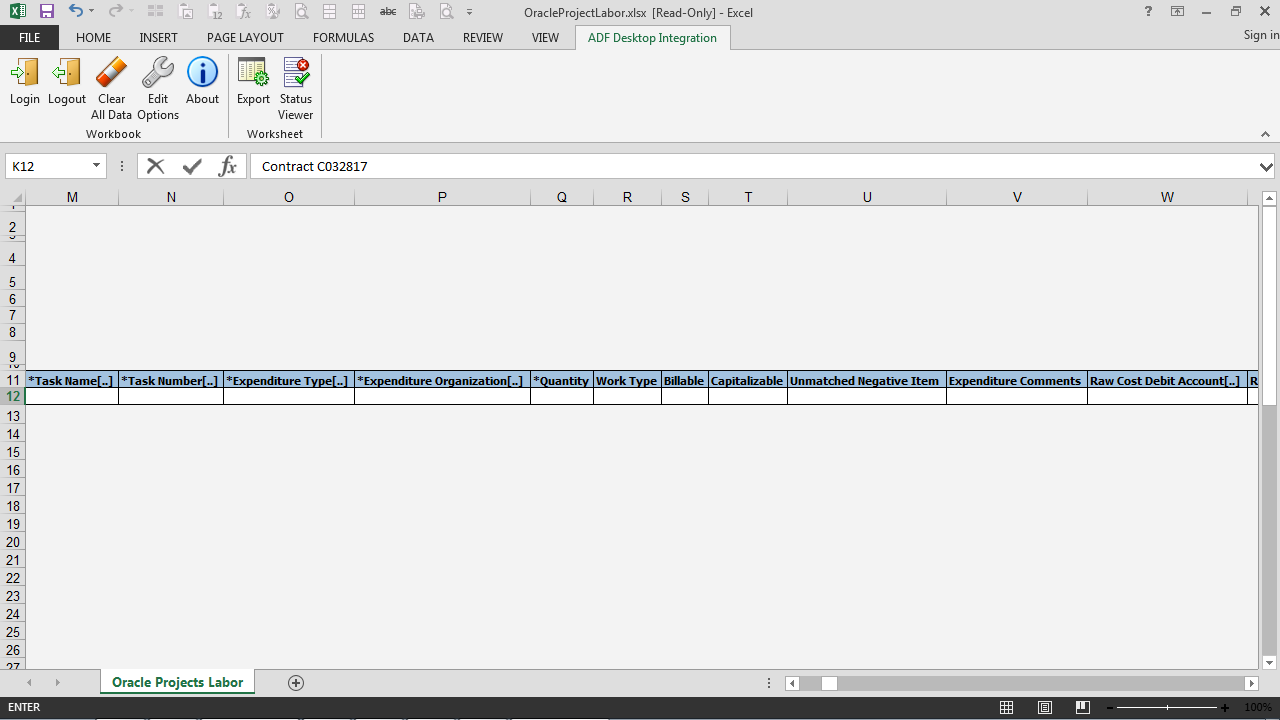 OracleProjectLabor.xlsx [Read-Only] - Excel
FILE HOME INSERT PAGE LAYOUT FORMULAS DATA REVIEW VIEW ADF Desktop Integration Sign in
Login Logout Clear All Data Edit Options About Export Status Viewer
Workbook Worksheet
K12 fx Contract C032817
M N O P Q R S T U V W
2
4
5
6
7
8
9
11 *Task Name[..] *Task Number[..] *Expenditure Type[..] *Expenditure Organization[..] *Quantity Work Type Billable Capitalizable Unmatched Negative Item Expenditure Comments Raw Cost Debit Account[..] R
12
13
14
15
16
17
18
19
20
21
22
23
24
25
26
27
Oracle Projects Labor
ENTER 100%